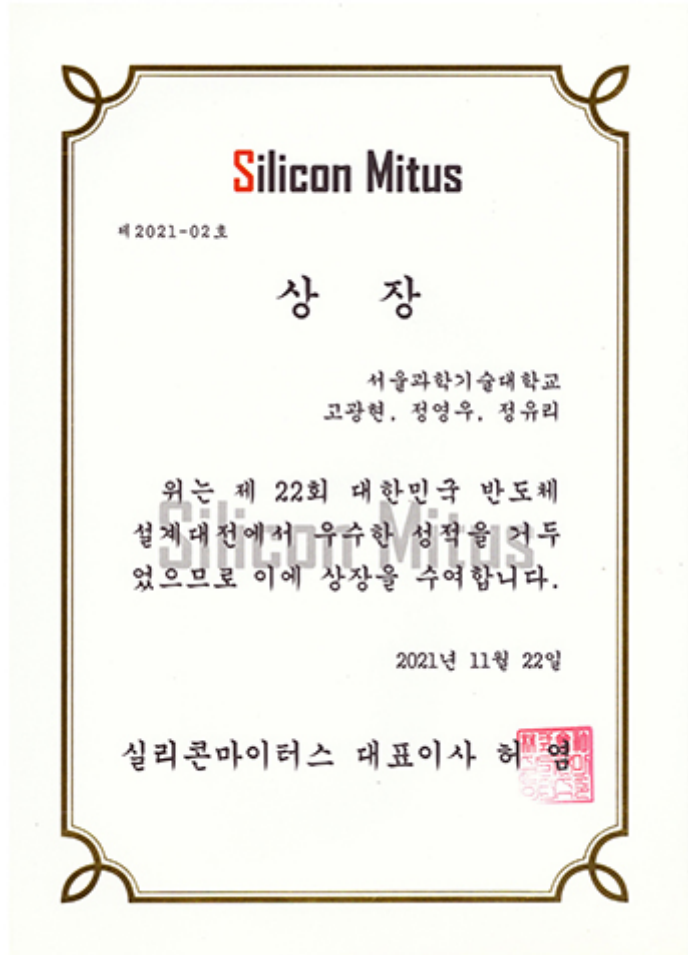 Silicon Mitus
제2021-02호
상 장
서울과학기술대학교
고광현, 정영우, 정유리
위는 제 22회 대한민국 반도체
설계대전에서 우수한 성적을 거두
었으므로 이에 상장을 수여합니다.
Silicon Mitus
2021년 11월 22일
실리콘마이터스 대표이사 허 염